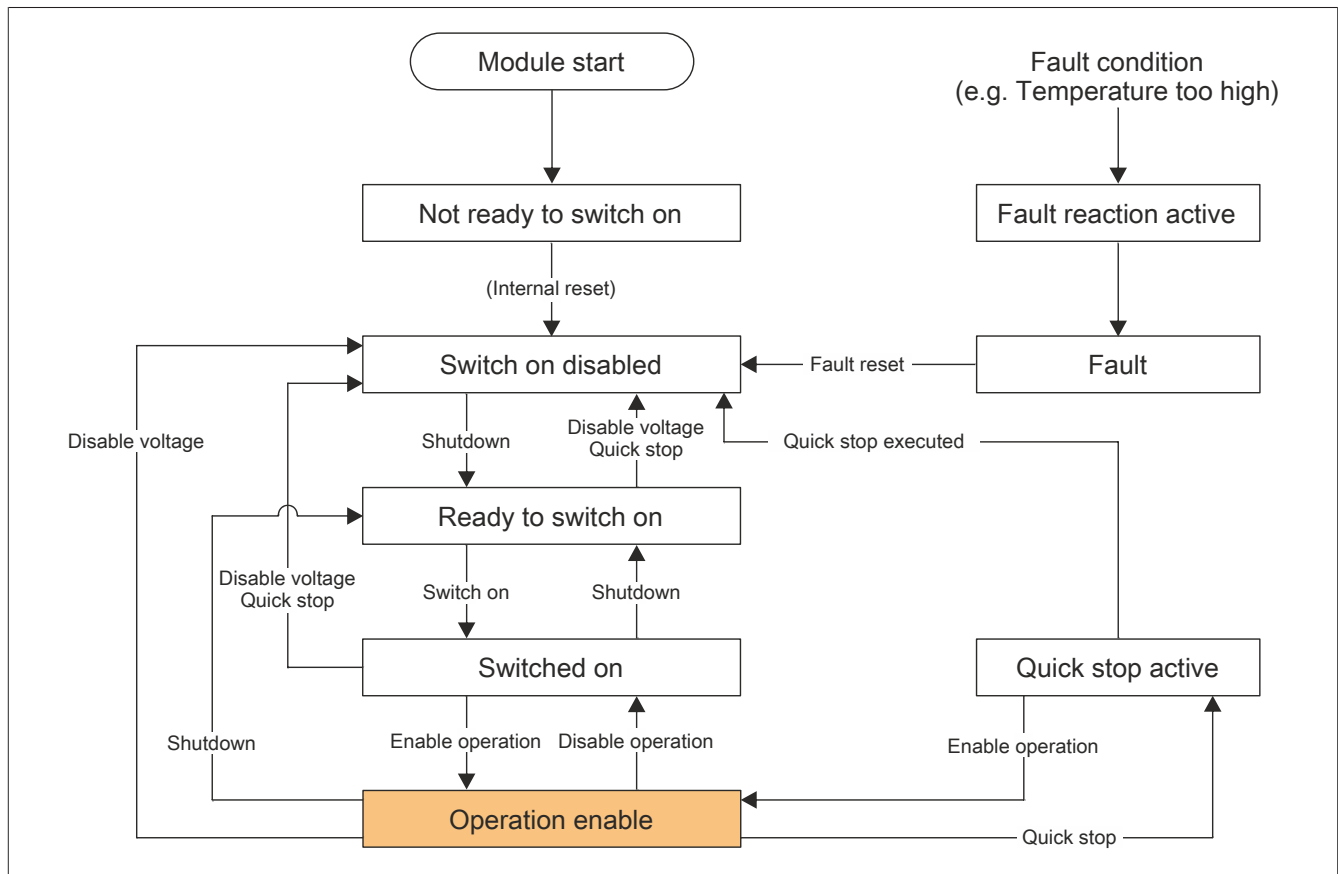 Module start
Fault condition
(e.g. Temperature too high)
Not ready to switch on
Fault reaction active
(Internal reset)
Switch on disabled
Fault reset
Fault
Disable voltage
Shutdown
Disable voltage
Quick stop
Quick stop executed
Ready to switch on
Disable voltage
Quick stop
Switch on
Shutdown
Switched on
Quick stop active
Shutdown
Enable operation
Disable operation
Enable operation
Operation enable
Quick stop